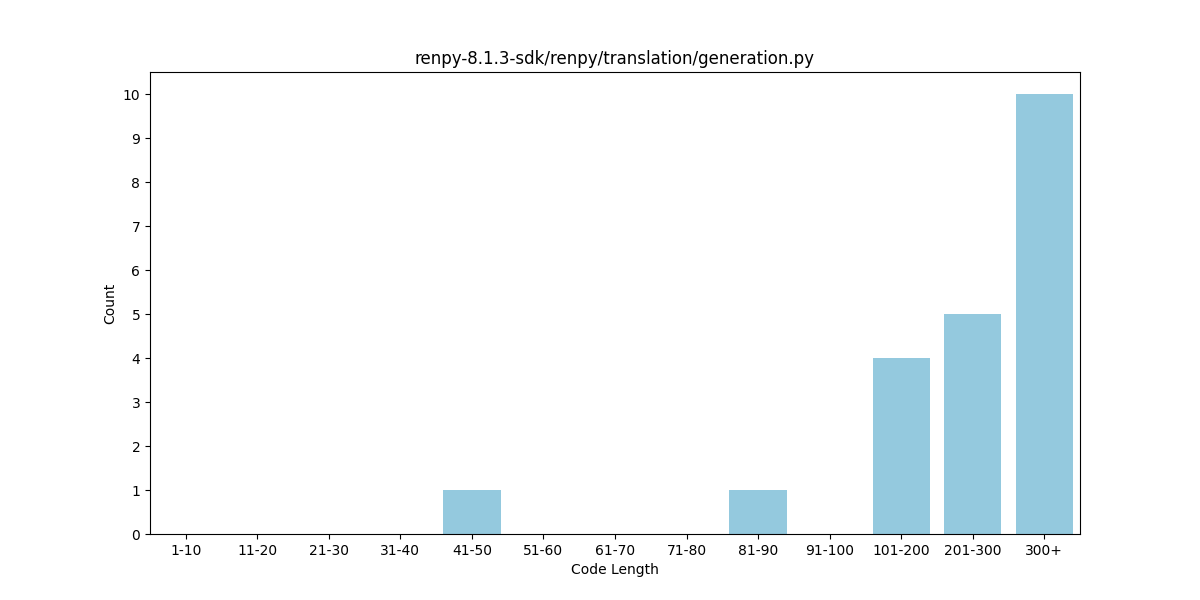 renpy-8.1.3-sdk/renpy/translation/generation.py
10
9
8
7
6
5
4
3
2
1
0
Count
1-10 11-20 21-30 31-40 41-50 51-60 61-70 71-80 81-90 91-100 101-200 201-300 300+
Code Length